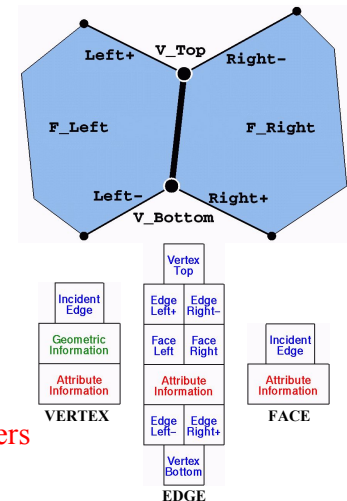 V_Top
Left+
Right-
F_Left
F_Right
Left-
Right+
V_Bottom
Vertex
Top
Incident
Edge
Geometric
Information
Attribute
Information
VERTEX
Edge
Left+
Edge
Right-
Face
Left
Face
Right
Attribute
Information
Edge
Left-
Edge
Right+
Vertex
Bottom
EDGE
Incident
Edge
Attribute
Information
FACE
ers